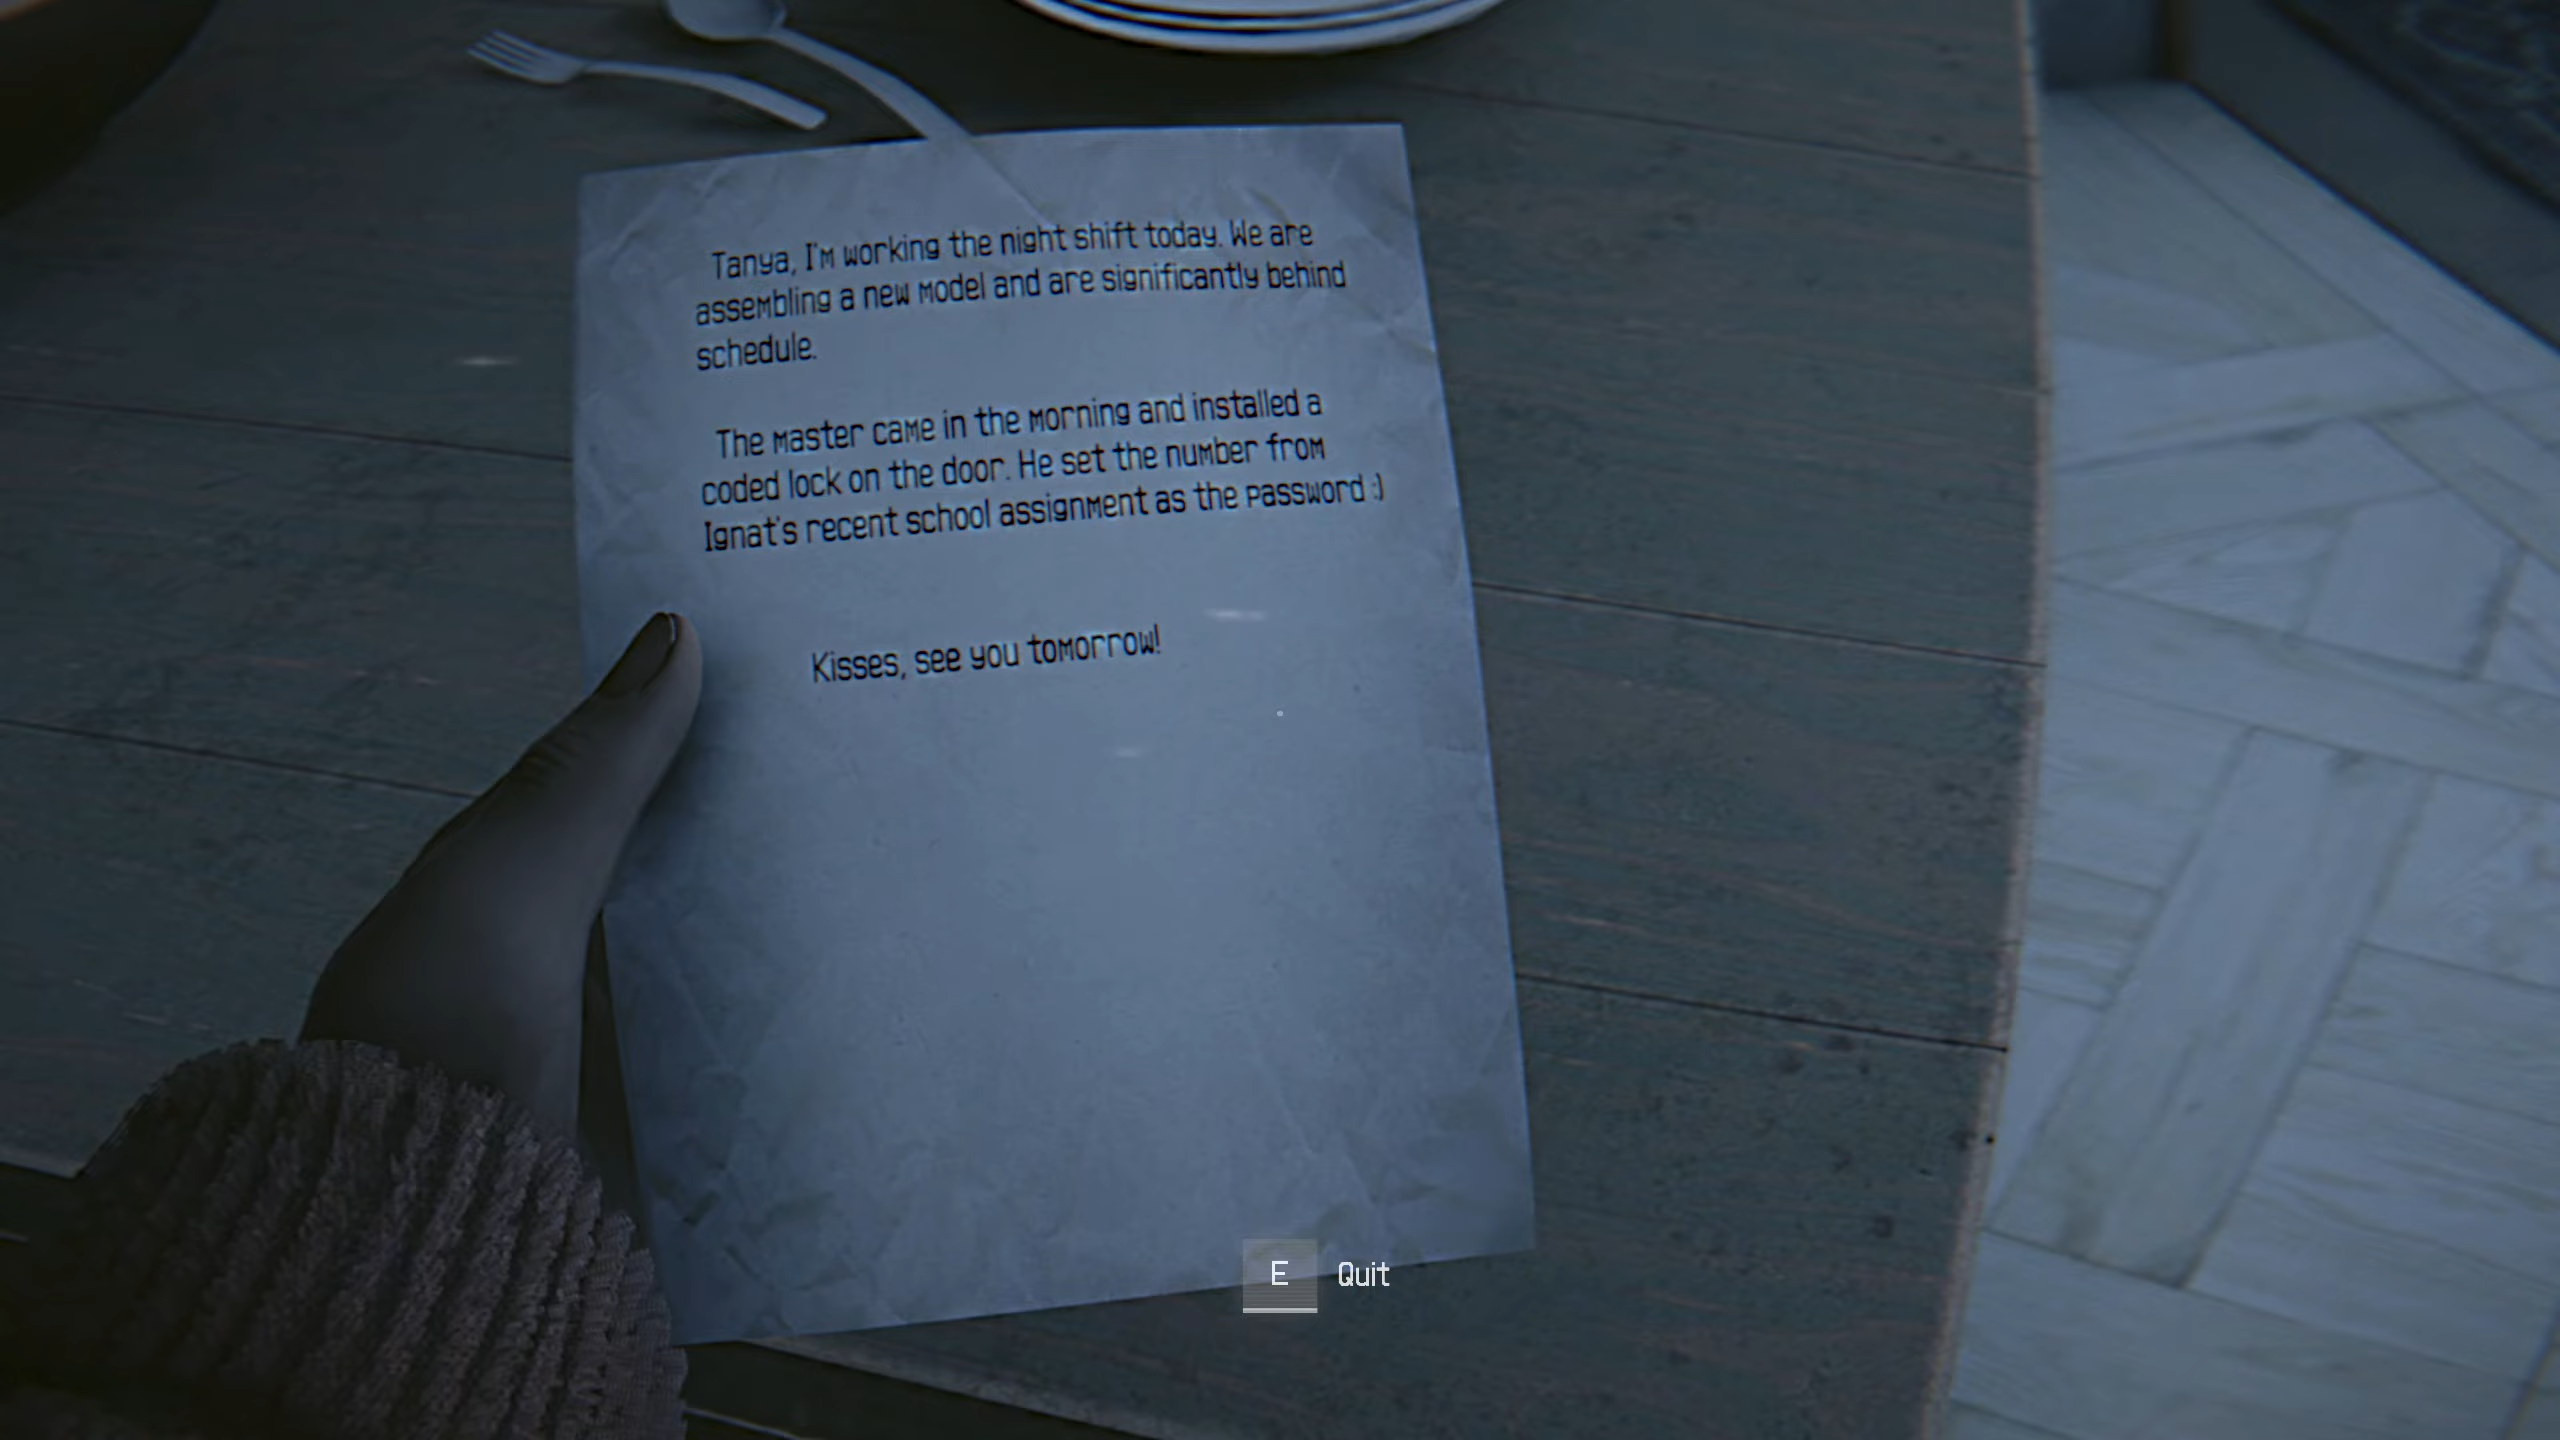 Tanya, I'm working the night shift today. We are
assembling a new model and are significantly behind
schedule.
The master came in the morning and installed a
coded lock on the door. He set the number from
Ignat's recent school assignment as the password :)
Kisses, see you tomorrow!
E Quit